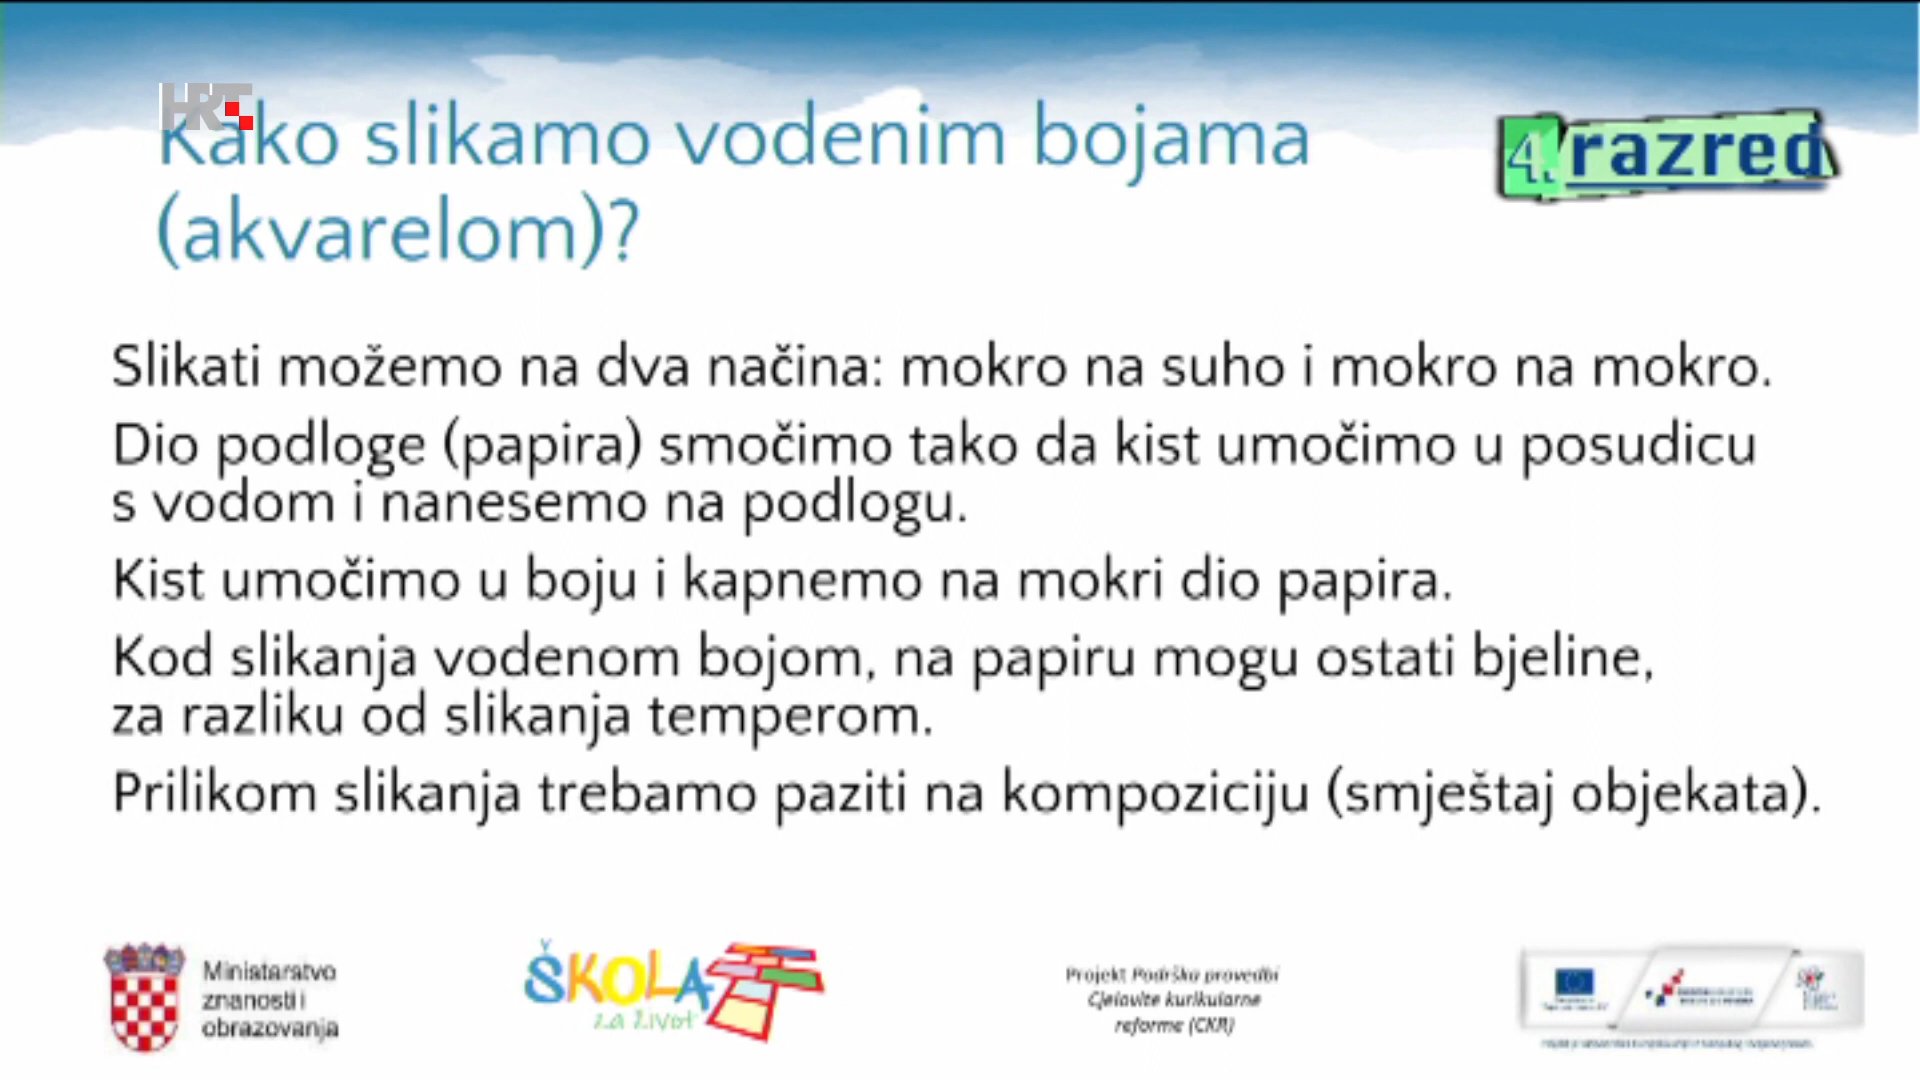 HRT
Kako slikamo vodenim bojama
(akvarelom)?
4. razred
Slikati možemo na dva načina: mokro na suho i mokro na mokro.
Dio podloge (papira) smočimo tako da kist umočimo u posudicu
s vodom i nanesemo na podlogu.
Kist umočimo u boju i kapnemo na mokri dio papira.
Kod slikanja vodenom bojom, na papiru mogu ostati bjeline,
za razliku od slikanja temperom.
Prilikom slikanja trebamo paziti na kompoziciju (smještaj objekata).
Ministarstvo
znanosti i
obrazovanja
ŠKOLA
za život
Projekt Podrška provedbi
Cjelovite kurikularne
reforme (CKR)